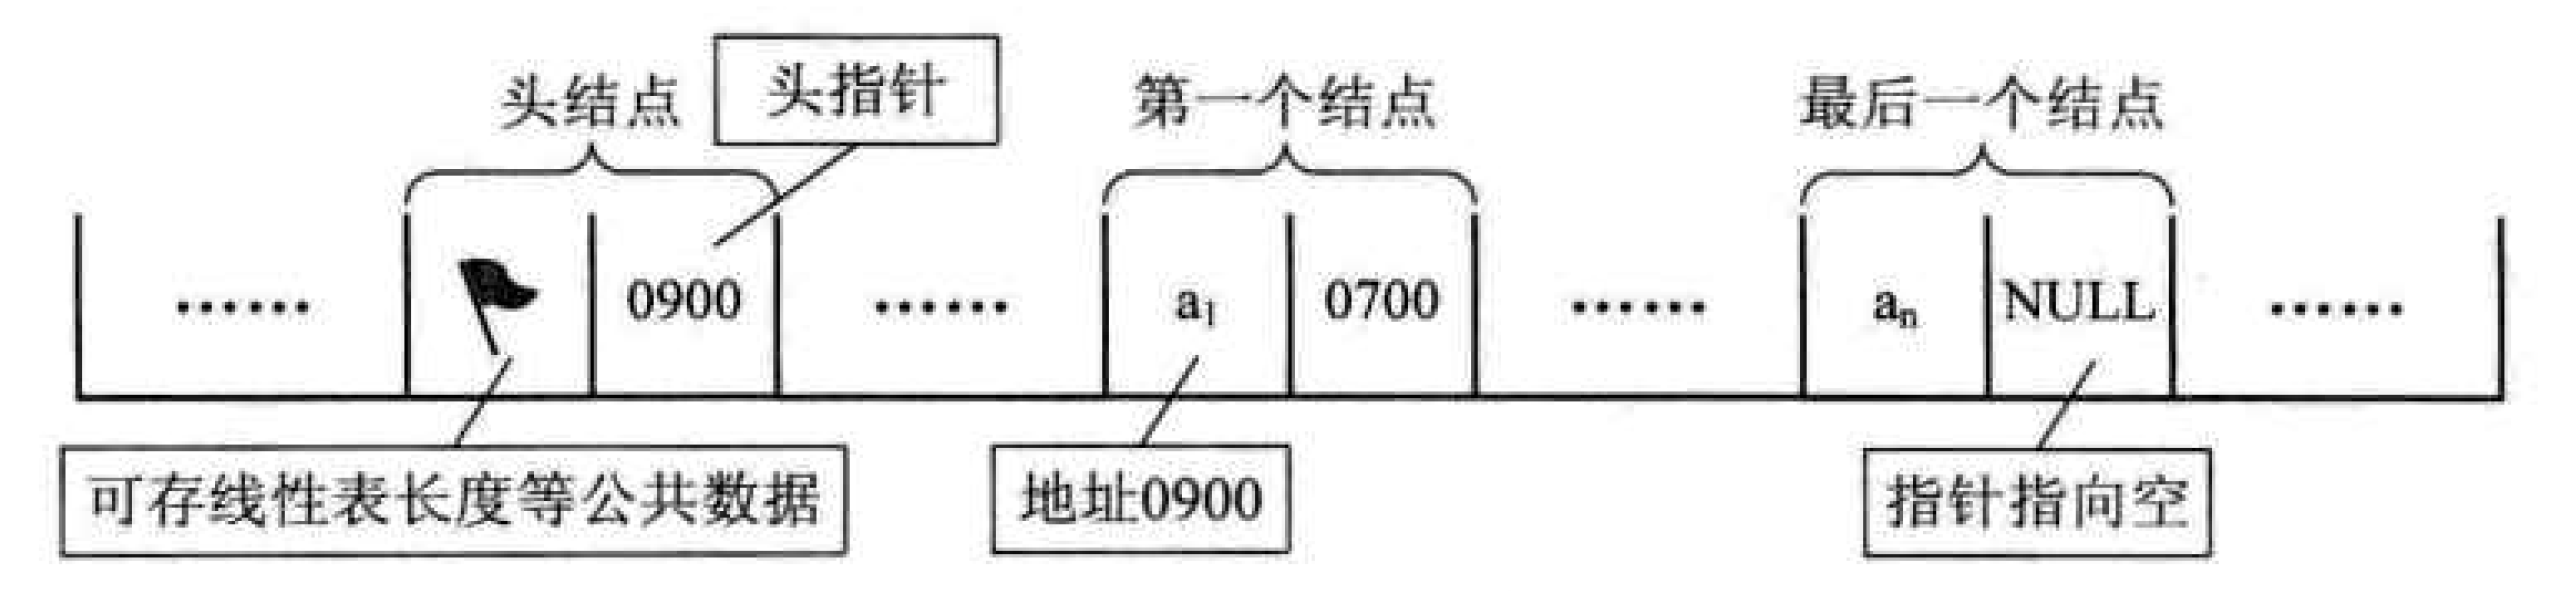 头结点
头指针
第一个结点
最后一个结点
…… 0900 …… a₁ 0700 …… aₙ NULL ……
可存线性表长度等公共数据
地址0900
指针指向空